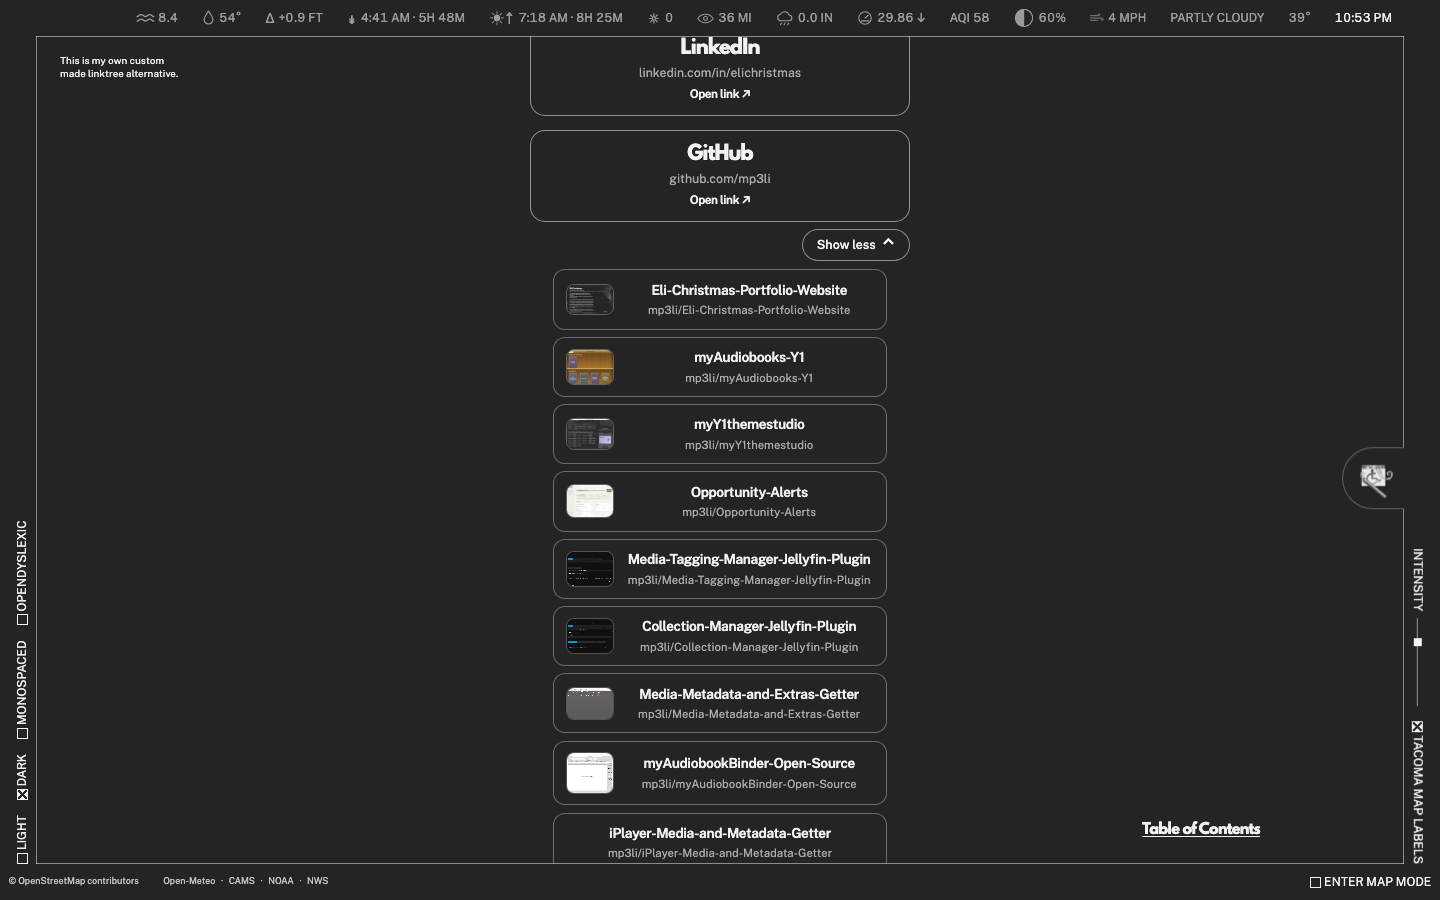 8.4
54°
Δ +0.9 FT
4:41 AM · 5H 48M
7:18 AM · 8H 25M
0
36 MI
0.0 IN
29.86 ↓
AQI 58
60%
4 MPH
PARTLY CLOUDY
39°
10:53 PM
This is my own custom
made linktree alternative.
LinkedIn
linkedin.com/in/elichristmas
Open link ↗
GitHub
github.com/mp3li
Open link ↗
Show less
Eli-Christmas-Portfolio-Website
mp3li/Eli-Christmas-Portfolio-Website
myAudiobooks-Y1
mp3li/myAudiobooks-Y1
myY1themestudio
mp3li/myY1themestudio
Opportunity-Alerts
mp3li/Opportunity-Alerts
Media-Tagging-Manager-Jellyfin-Plugin
mp3li/Media-Tagging-Manager-Jellyfin-Plugin
Collection-Manager-Jellyfin-Plugin
mp3li/Collection-Manager-Jellyfin-Plugin
Media-Metadata-and-Extras-Getter
mp3li/Media-Metadata-and-Extras-Getter
myAudiobookBinder-Open-Source
mp3li/myAudiobookBinder-Open-Source
iPlayer-Media-and-Metadata-Getter
mp3li/iPlayer-Media-and-Metadata-Getter
OPENDYSLEXIC
MONOSPACED
DARK
LIGHT
INTENSITY
TACOMA MAP LABELS
Table of Contents
© OpenStreetMap contributors
Open-Meteo · CAMS · NOAA · NWS
ENTER MAP MODE